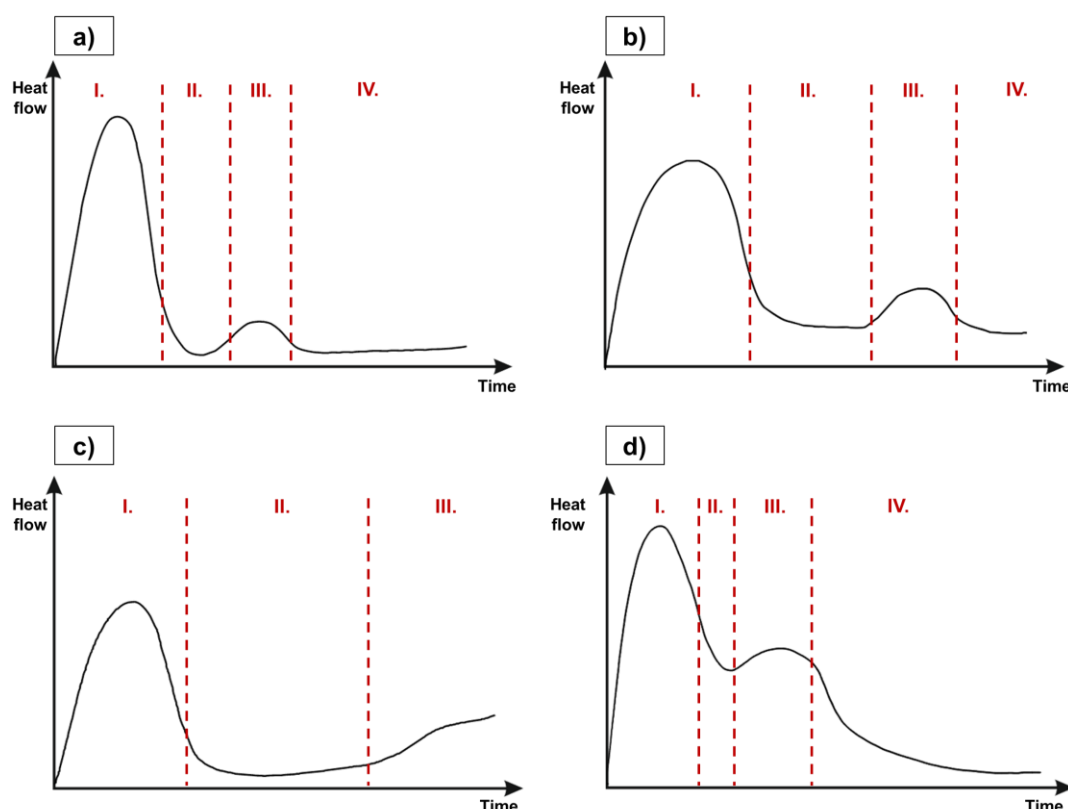 a)
Heat
flow
I.
II.
III.
IV.
Time
b)
Heat
flow
I.
II.
III.
IV.
Time
c)
Heat
flow
I.
II.
III.
Time
d)
Heat
flow
I.
II.
III.
IV.
Time